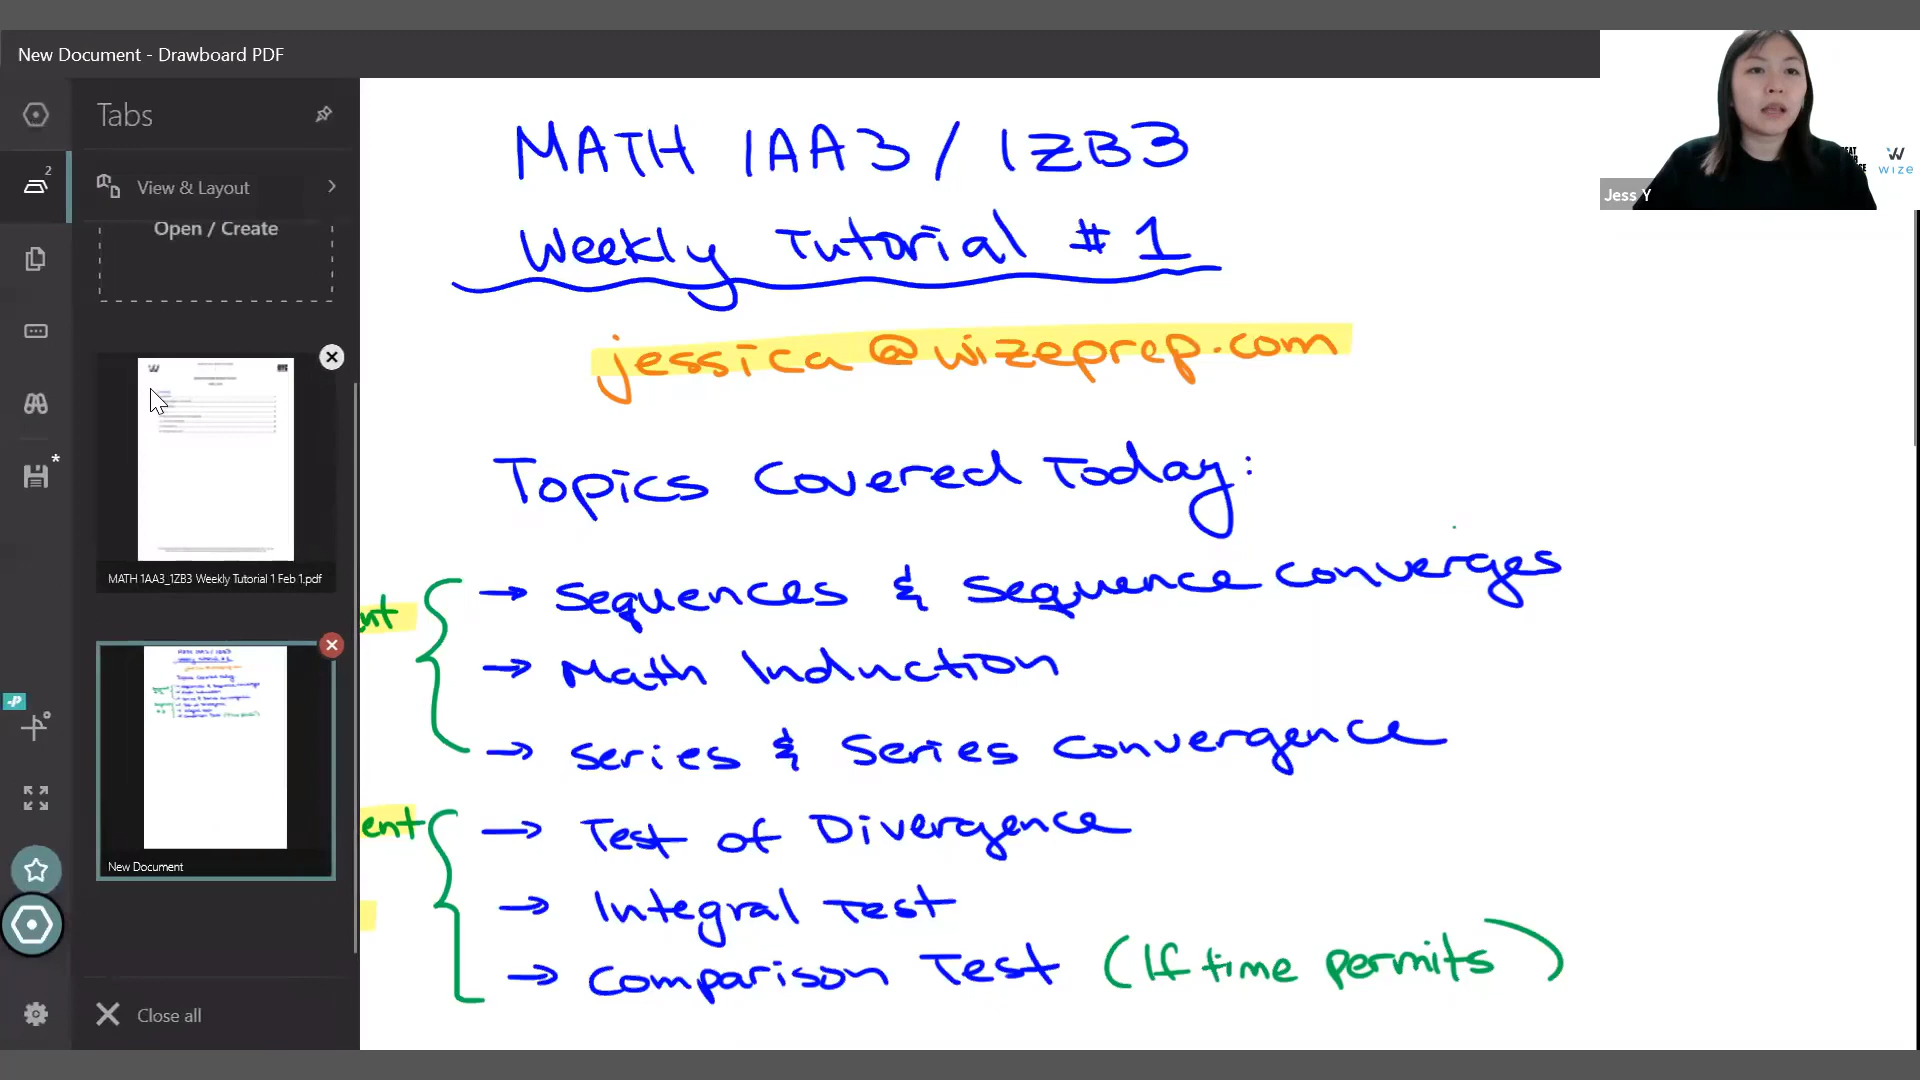 New Document - Drawboard PDF
Tabs
2
View & Layout
Open / Create
MATH 1AA3_1ZB3 Weekly Tutorial 1 Feb 1.pdf
New Document
Close all
MATH 1AA3 / 1ZB3
Weekly Tutorial # 1
jessica@wizeprep.com
Topics Covered Today:
→ Sequences & Sequence Converges
→ Math Induction
→ Series & Series Convergence
→ Test of Divergence
→ Integral Test
→ Comparison Test (If time permits)
nt
ent
Jess Y
wize